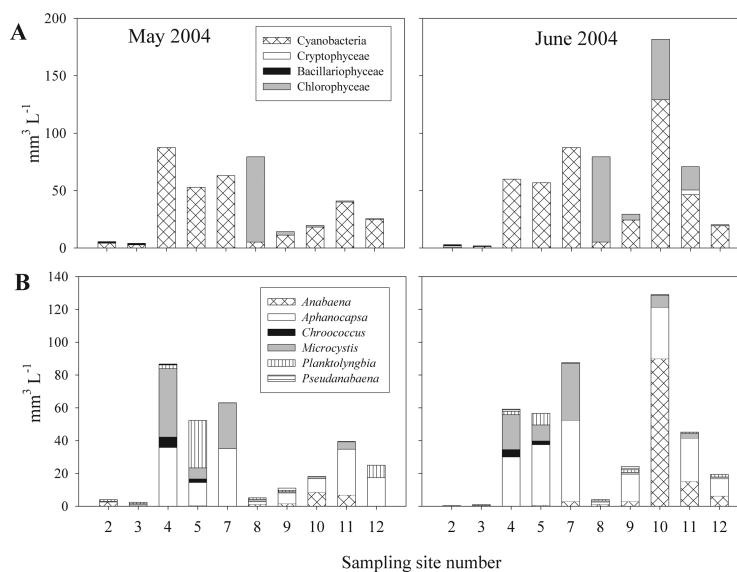 A
May 2004
June 2004
Cyanobacteria
Cryptophyceae
Bacillariophyceae
Chlorophyceae
mm³ L⁻¹
200
150
100
50
0
B
Anabaena
Aphanocapsa
Chroococcus
Microcystis
Planktolyngbia
Pseudanabaena
mm³ L⁻¹
140
120
100
80
60
40
20
0
2 3 4 5 7 8 9 10 11 12 2 3 4 5 7 8 9 10 11 12
Sampling site number